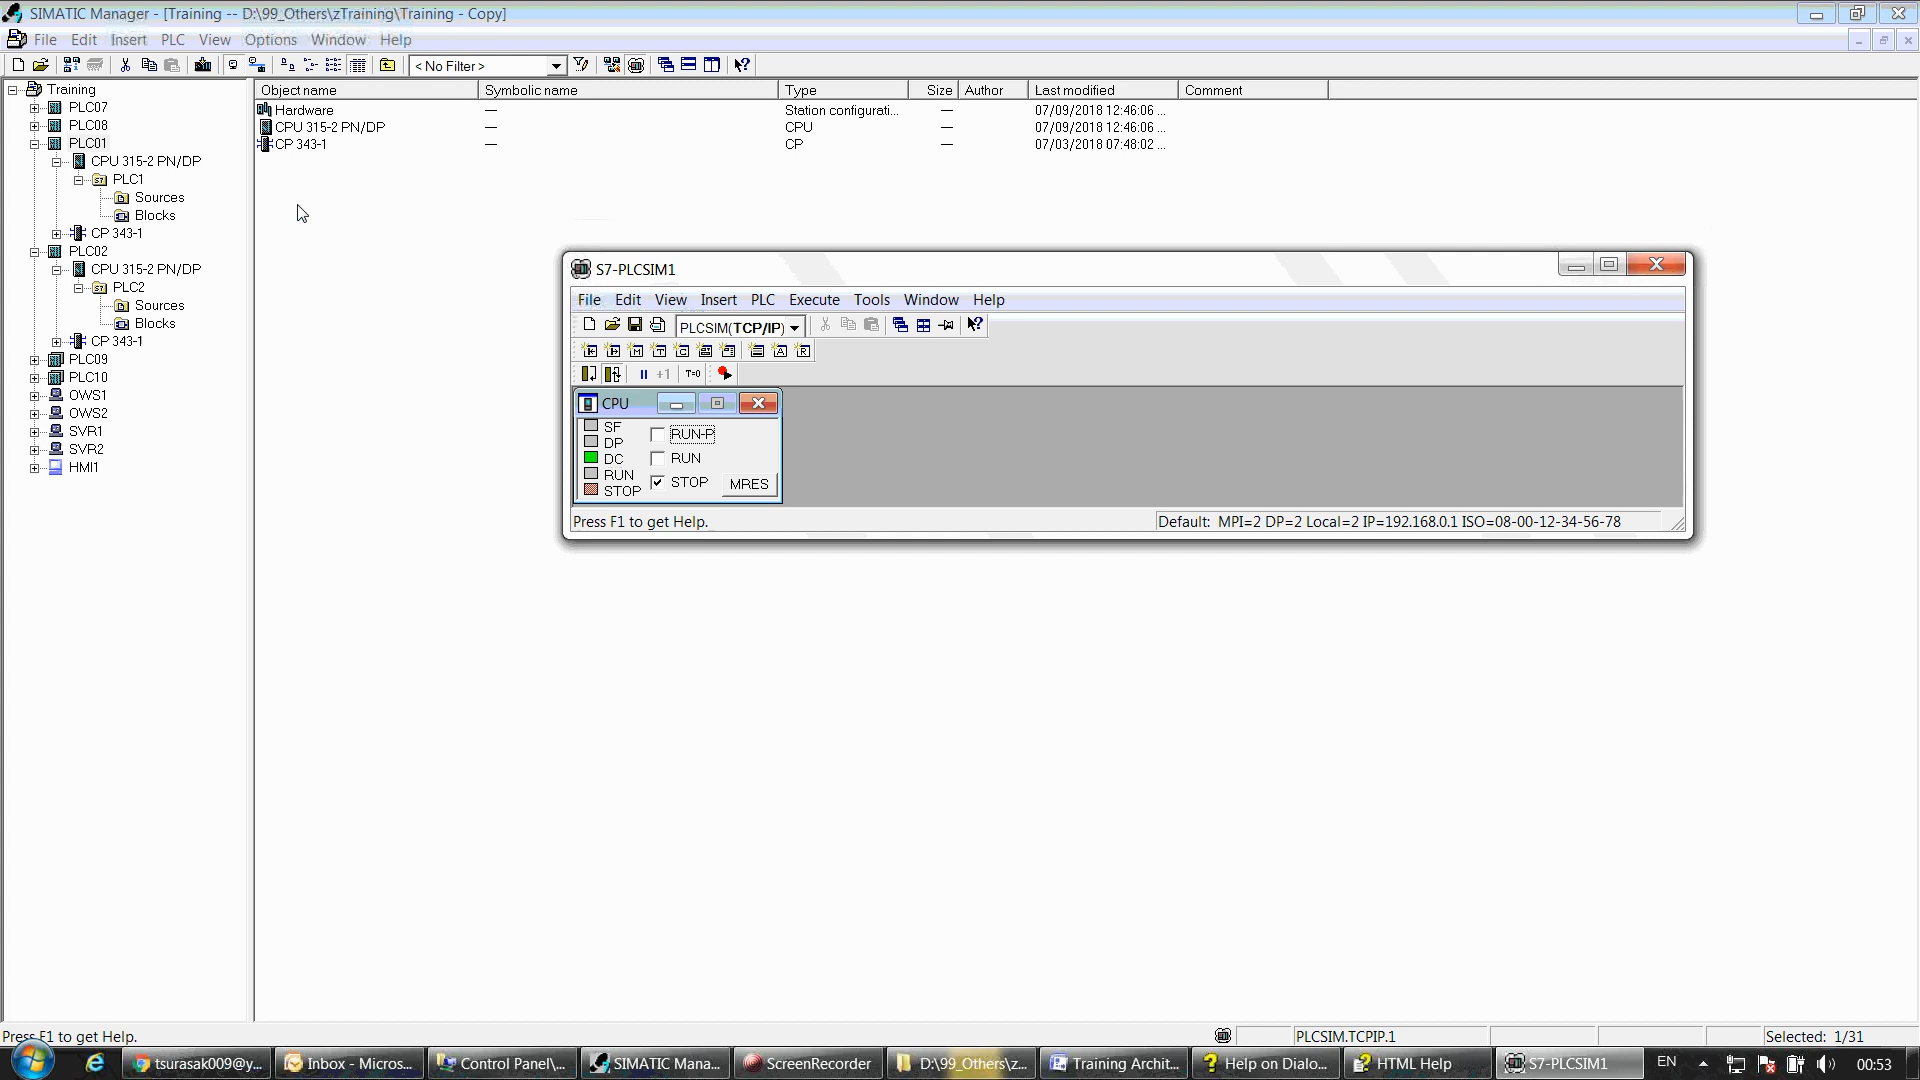 SIMATIC Manager - [Training -- D:\99_Others\zTraining\Training - Copy]
File Edit Insert PLC View Options Window Help
< No Filter >
Training
PLC07
PLC08
PLC01
CPU 315-2 PN/DP
PLC1
Sources
Blocks
CP 343-1
PLC02
CPU 315-2 PN/DP
PLC2
Sources
Blocks
CP 343-1
PLC09
PLC10
OWS1
OWS2
SVR1
SVR2
HMI1
Object name Symbolic name Type Size Author Last modified Comment
Hardware — Station configurati... — 07/09/2018 12:46:06 ...
CPU 315-2 PN/DP — CPU — 07/09/2018 12:46:06 ...
CP 343-1 — CP — 07/03/2018 07:48:02 ...
S7-PLCSIM1
File Edit View Insert PLC Execute Tools Window Help
PLCSIM(TCP/IP)
+1 T=0
CPU
SF
DP
DC
RUN
STOP
RUN-P
RUN
STOP
MRES
Press F1 to get Help.
Default: MPI=2 DP=2 Local=2 IP=192.168.0.1 ISO=08-00-12-34-56-78
Press F1 to get Help.
PLCSIM.TCPIP.1
Selected: 1/31
tsurasak009@y...
Inbox - Micros...
Control Panel\...
SIMATIC Mana...
ScreenRecorder
D:\99_Others\z...
Training Archit...
Help on Dialo...
HTML Help
S7-PLCSIM1
EN
00:53